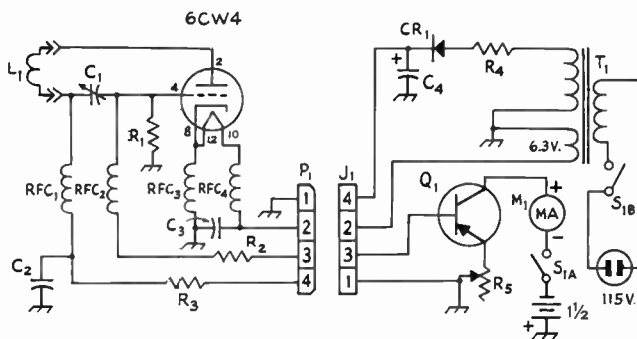 6CW4
L1
C1
2
4
8
12
10
R1
RFC1
RFC2
RFC3
RFC4
C3
C2
R2
R3
P1
1
2
3
4
J1
4
2
3
1
+
CR1
C4
R4
T1
6.3V.
Q1
+
M1
MA
−
S1A
R5
+
1½
S1B
115V.